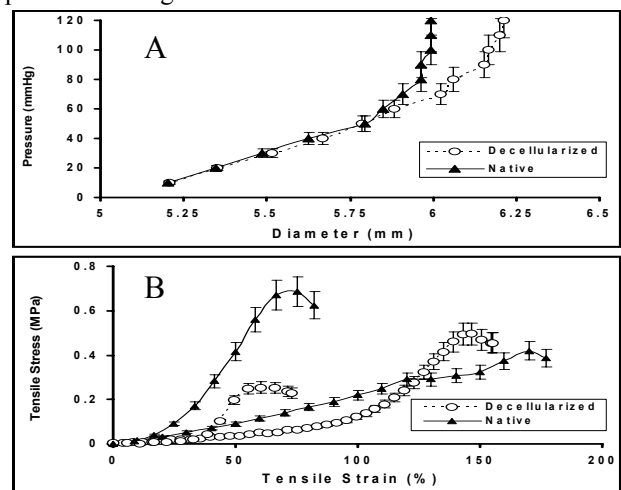 A
120
100
80
60
40
20
0
Pressure (mmHg)
Decellularized
Native
5 5.25 5.5 5.75 6 6.25 6.5
Diameter (mm)
B
0.8
0.6
0.4
0.2
0
Tensile Stress (MPa)
Decellularized
Native
0 50 100 150 200
Tensile Strain (%)